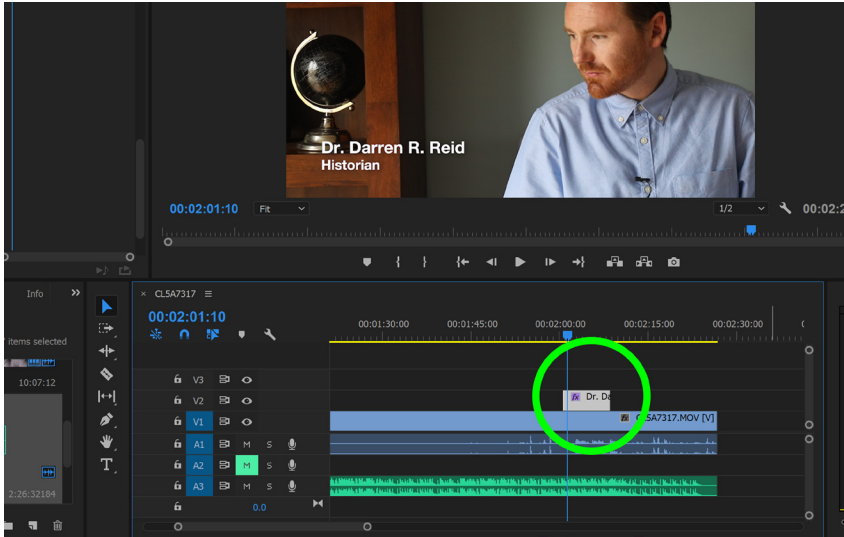 Dr. Darren R. Reid
Historian
00:02:01:10
Fit
1/2
00:02:2
Info
CL5A7317
items selected
00:02:01:10
00:01:30:00
00:01:45:00
00:02:00:00
00:02:15:00
00:02:30:00
10:07:12
V3
V2
fx Dr. Da
V1
fx CL5A7317.MOV [V]
A1 M S
A2 M S
A3 M S
T
2:26:32184
0.0